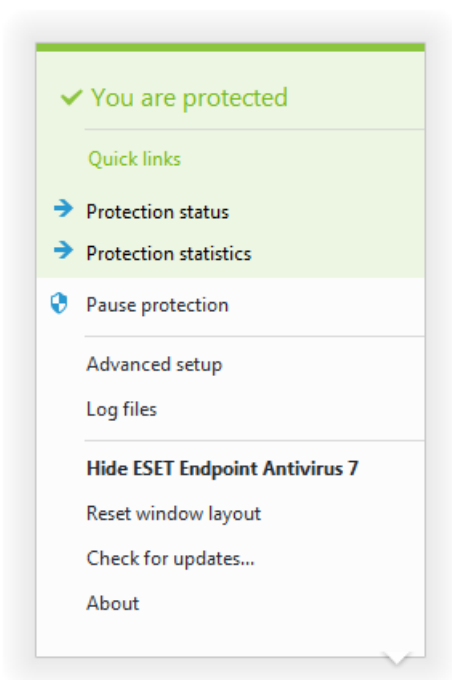 You are protected
Quick links
Protection status
Protection statistics
Pause protection
Advanced setup
Log files
Hide ESET Endpoint Antivirus 7
Reset window layout
Check for updates...
About